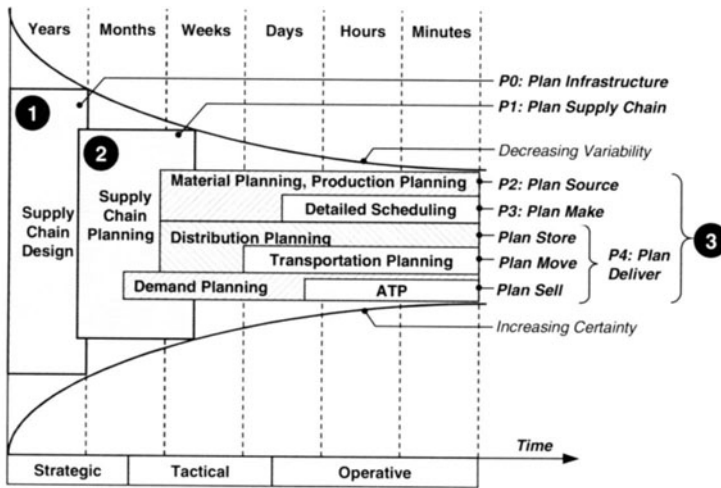 Years Months Weeks Days Hours Minutes
1
P0: Plan Infrastructure
2
P1: Plan Supply Chain
Decreasing Variability
Supply
Chain
Design
Supply
Chain
Planning
Material Planning, Production Planning
P2: Plan Source
Detailed Scheduling
P3: Plan Make
Distribution Planning
Plan Store
Transportation Planning
Plan Move
P4: Plan
Deliver
3
Demand Planning
ATP
Plan Sell
Increasing Certainty
Time
Strategic Tactical Operative